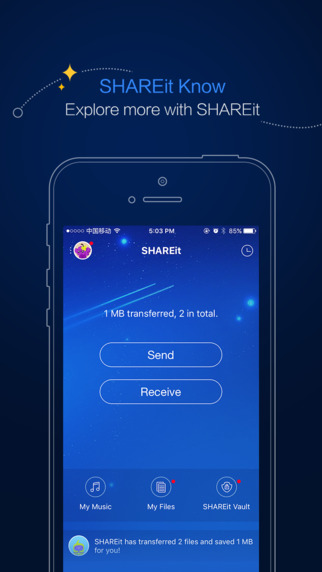 SHAREit Know
Explore more with SHAREit
中国移动 5:03 PM 85%
SHAREit
1 MB transferred, 2 in total.
Send
Receive
My Music My Files SHAREit Vault
SHAREit has transferred 2 files and saved 1 MB
for you!